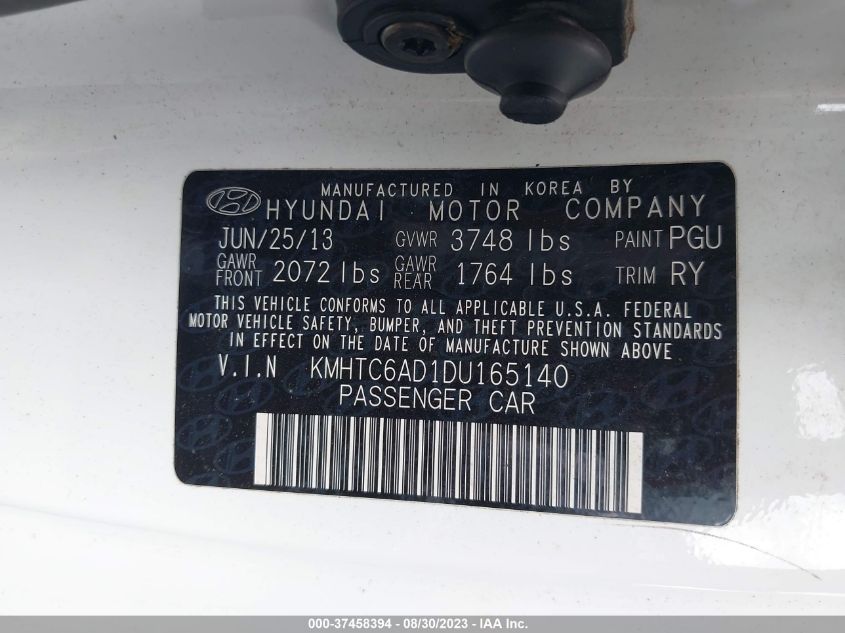 MANUFACTURED IN KOREA BY
HYUNDAI MOTOR COMPANY
JUN/25/13 GVWR 3748 lbs PAINT PGU
GAWR FRONT 2072 lbs GAWR REAR 1764 lbs TRIM RY
THIS VEHICLE CONFORMS TO ALL APPLICABLE U.S.A. FEDERAL
MOTOR VEHICLE SAFETY, BUMPER, AND THEFT PREVENTION STANDARDS
IN EFFECT ON THE DATE OF MANUFACTURE SHOWN ABOVE
V.I.N KMHTC6AD1DU165140
PASSENGER CAR
000-37458394 - 08/30/2023 - IAAI.com